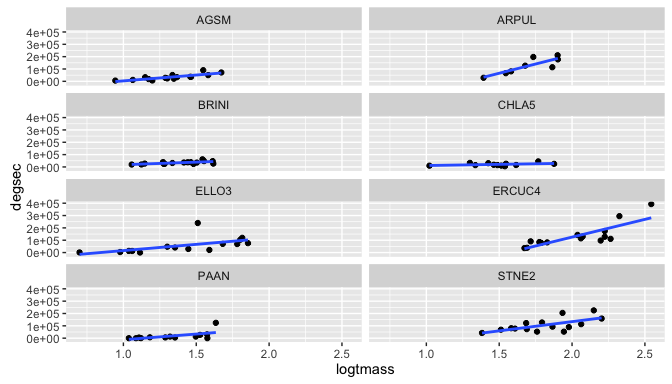 AGSM ARPUL
4e+05
3e+05
2e+05
1e+05
0e+00
BRINI CHLA5
4e+05
3e+05
2e+05
1e+05
0e+00
degsec
ELLO3 ERCUC4
4e+05
3e+05
2e+05
1e+05
0e+00
PAAN STNE2
4e+05
3e+05
2e+05
1e+05
0e+00
1.0 1.5 2.0 2.5 1.0 1.5 2.0 2.5
logtmass